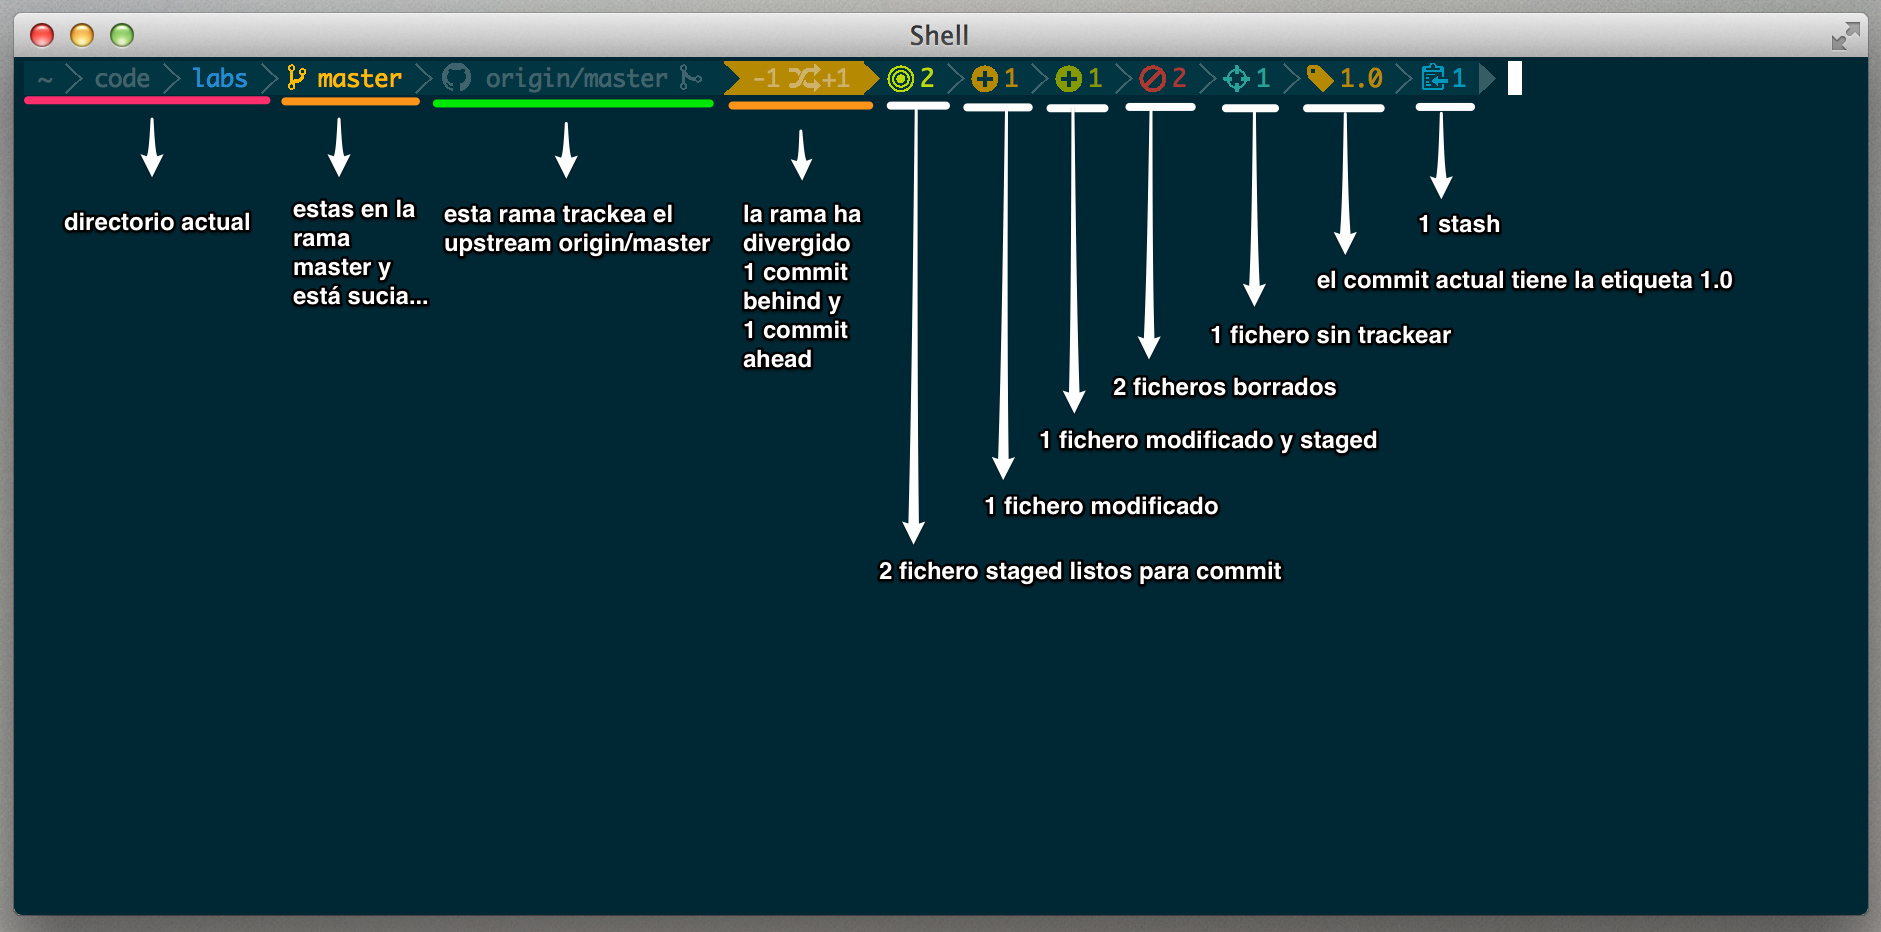 Shell
~ code labs master origin/master -1 +1 2 1 1 2 1 1.0 1
directorio actual
estas en la
rama
master y
está sucia...
esta rama trackea el
upstream origin/master
la rama ha
divergido
1 commit
behind y
1 commit
ahead
1 stash
el commit actual tiene la etiqueta 1.0
1 fichero sin trackear
2 ficheros borrados
1 fichero modificado y staged
1 fichero modificado
2 fichero staged listos para commit